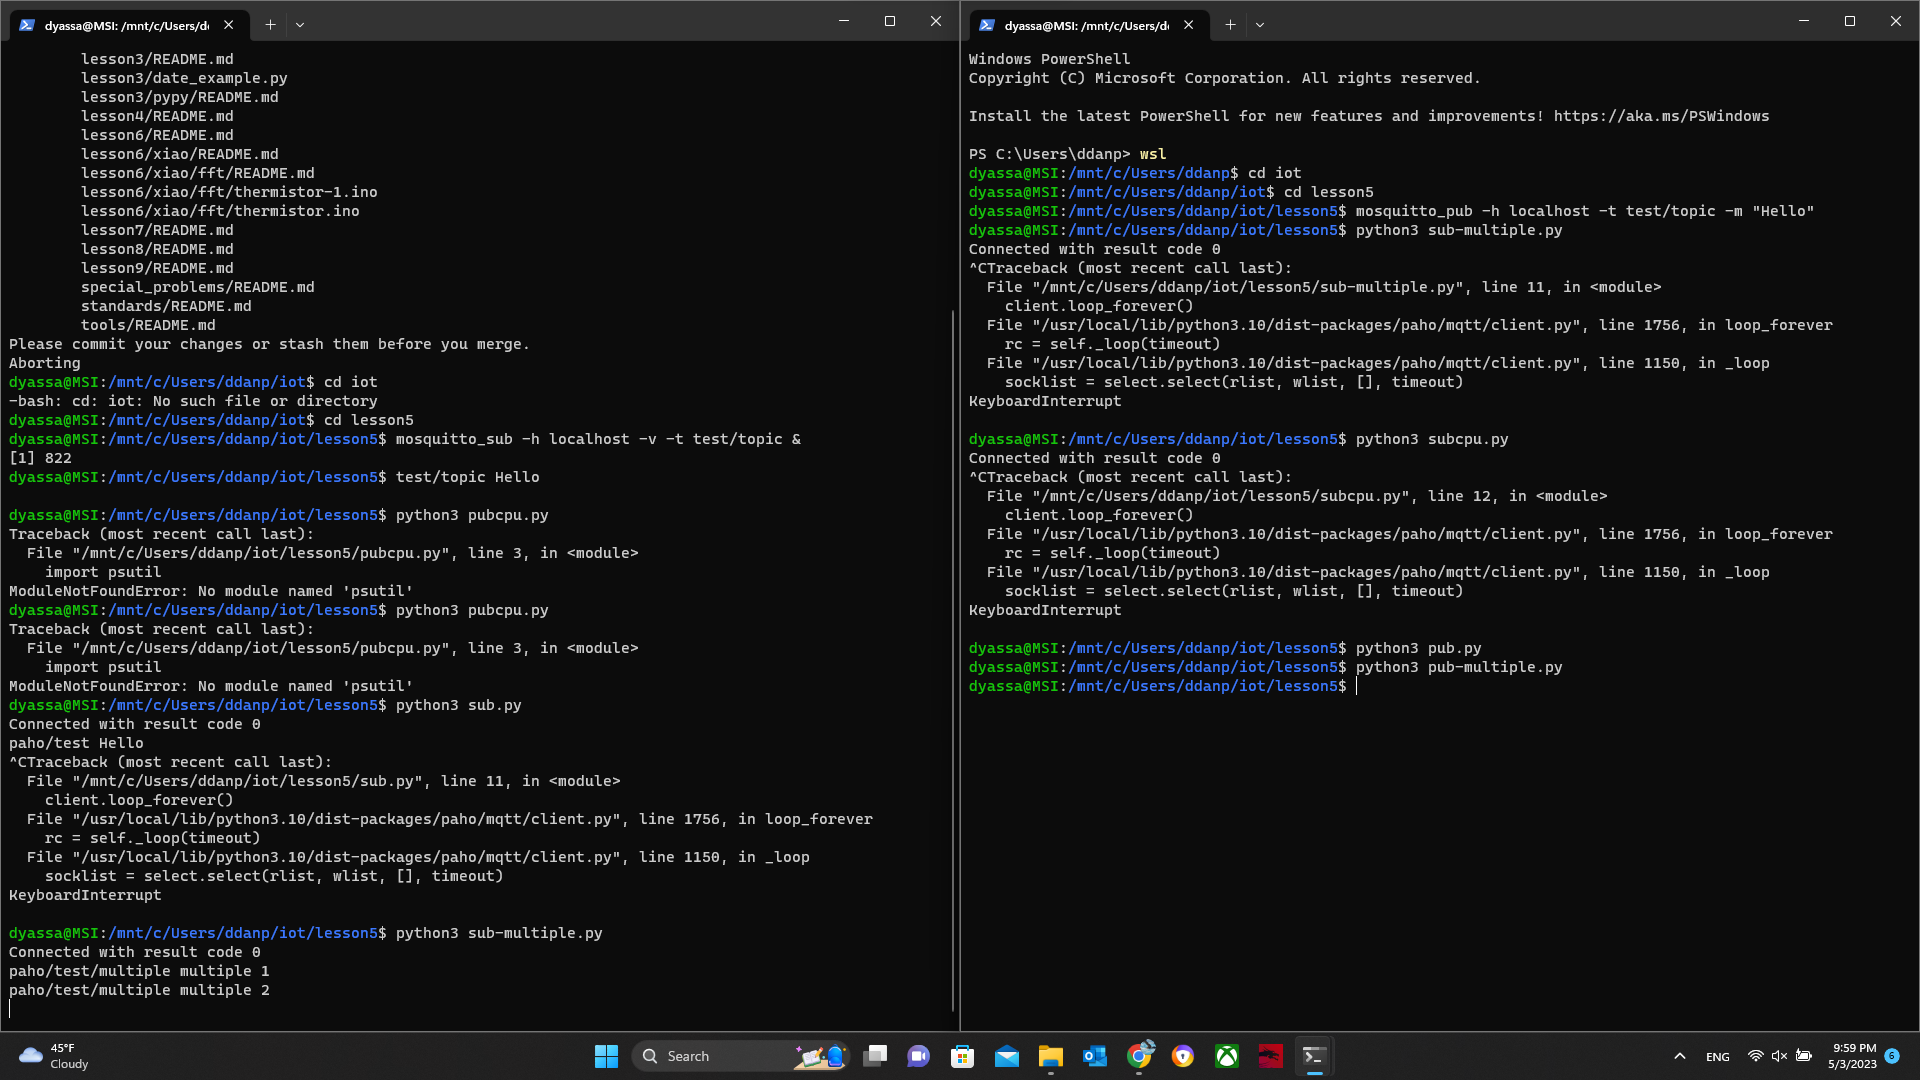 dyassa@MSI: /mnt/c/Users/d
lesson3/README.md
lesson3/date_example.py
lesson3/pypy/README.md
lesson4/README.md
lesson6/README.md
lesson6/xiao/README.md
lesson6/xiao/fft/README.md
lesson6/xiao/fft/thermistor-1.ino
lesson6/xiao/fft/thermistor.ino
lesson7/README.md
lesson8/README.md
lesson9/README.md
special_problems/README.md
standards/README.md
tools/README.md
Please commit your changes or stash them before you merge.
Aborting
dyassa@MSI:/mnt/c/Users/ddanp/iot$ cd iot
-bash: cd: iot: No such file or directory
dyassa@MSI:/mnt/c/Users/ddanp/iot$ cd lesson5
dyassa@MSI:/mnt/c/Users/ddanp/iot/lesson5$ mosquitto_sub -h localhost -v -t test/topic &
[1] 822
dyassa@MSI:/mnt/c/Users/ddanp/iot/lesson5$ test/topic Hello
dyassa@MSI:/mnt/c/Users/ddanp/iot/lesson5$ python3 pubcpu.py
Traceback (most recent call last):
File "/mnt/c/Users/ddanp/iot/lesson5/pubcpu.py", line 3, in <module>
import psutil
ModuleNotFoundError: No module named 'psutil'
dyassa@MSI:/mnt/c/Users/ddanp/iot/lesson5$ python3 pubcpu.py
Traceback (most recent call last):
File "/mnt/c/Users/ddanp/iot/lesson5/pubcpu.py", line 3, in <module>
import psutil
ModuleNotFoundError: No module named 'psutil'
dyassa@MSI:/mnt/c/Users/ddanp/iot/lesson5$ python3 sub.py
Connected with result code 0
paho/test Hello
^CTraceback (most recent call last):
File "/mnt/c/Users/ddanp/iot/lesson5/sub.py", line 11, in <module>
client.loop_forever()
File "/usr/local/lib/python3.10/dist-packages/paho/mqtt/client.py", line 1756, in loop_forever
rc = self._loop(timeout)
File "/usr/local/lib/python3.10/dist-packages/paho/mqtt/client.py", line 1150, in _loop
socklist = select.select(rlist, wlist, [], timeout)
KeyboardInterrupt
dyassa@MSI:/mnt/c/Users/ddanp/iot/lesson5$ python3 sub-multiple.py
Connected with result code 0
paho/test/multiple multiple 1
paho/test/multiple multiple 2
dyassa@MSI: /mnt/c/Users/d
Windows PowerShell
Copyright (C) Microsoft Corporation. All rights reserved.
Install the latest PowerShell for new features and improvements! https://aka.ms/PSWindows
PS C:\Users\ddanp> wsl
dyassa@MSI:/mnt/c/Users/ddanp$ cd iot
dyassa@MSI:/mnt/c/Users/ddanp/iot$ cd lesson5
dyassa@MSI:/mnt/c/Users/ddanp/iot/lesson5$ mosquitto_pub -h localhost -t test/topic -m "Hello"
dyassa@MSI:/mnt/c/Users/ddanp/iot/lesson5$ python3 sub-multiple.py
Connected with result code 0
^CTraceback (most recent call last):
File "/mnt/c/Users/ddanp/iot/lesson5/sub-multiple.py", line 11, in <module>
client.loop_forever()
File "/usr/local/lib/python3.10/dist-packages/paho/mqtt/client.py", line 1756, in loop_forever
rc = self._loop(timeout)
File "/usr/local/lib/python3.10/dist-packages/paho/mqtt/client.py", line 1150, in _loop
socklist = select.select(rlist, wlist, [], timeout)
KeyboardInterrupt
dyassa@MSI:/mnt/c/Users/ddanp/iot/lesson5$ python3 subcpu.py
Connected with result code 0
^CTraceback (most recent call last):
File "/mnt/c/Users/ddanp/iot/lesson5/subcpu.py", line 12, in <module>
client.loop_forever()
File "/usr/local/lib/python3.10/dist-packages/paho/mqtt/client.py", line 1756, in loop_forever
rc = self._loop(timeout)
File "/usr/local/lib/python3.10/dist-packages/paho/mqtt/client.py", line 1150, in _loop
socklist = select.select(rlist, wlist, [], timeout)
KeyboardInterrupt
dyassa@MSI:/mnt/c/Users/ddanp/iot/lesson5$ python3 pub.py
dyassa@MSI:/mnt/c/Users/ddanp/iot/lesson5$ python3 pub-multiple.py
dyassa@MSI:/mnt/c/Users/ddanp/iot/lesson5$
45°F
Cloudy
Search
ENG
9:59 PM
5/3/2023
6